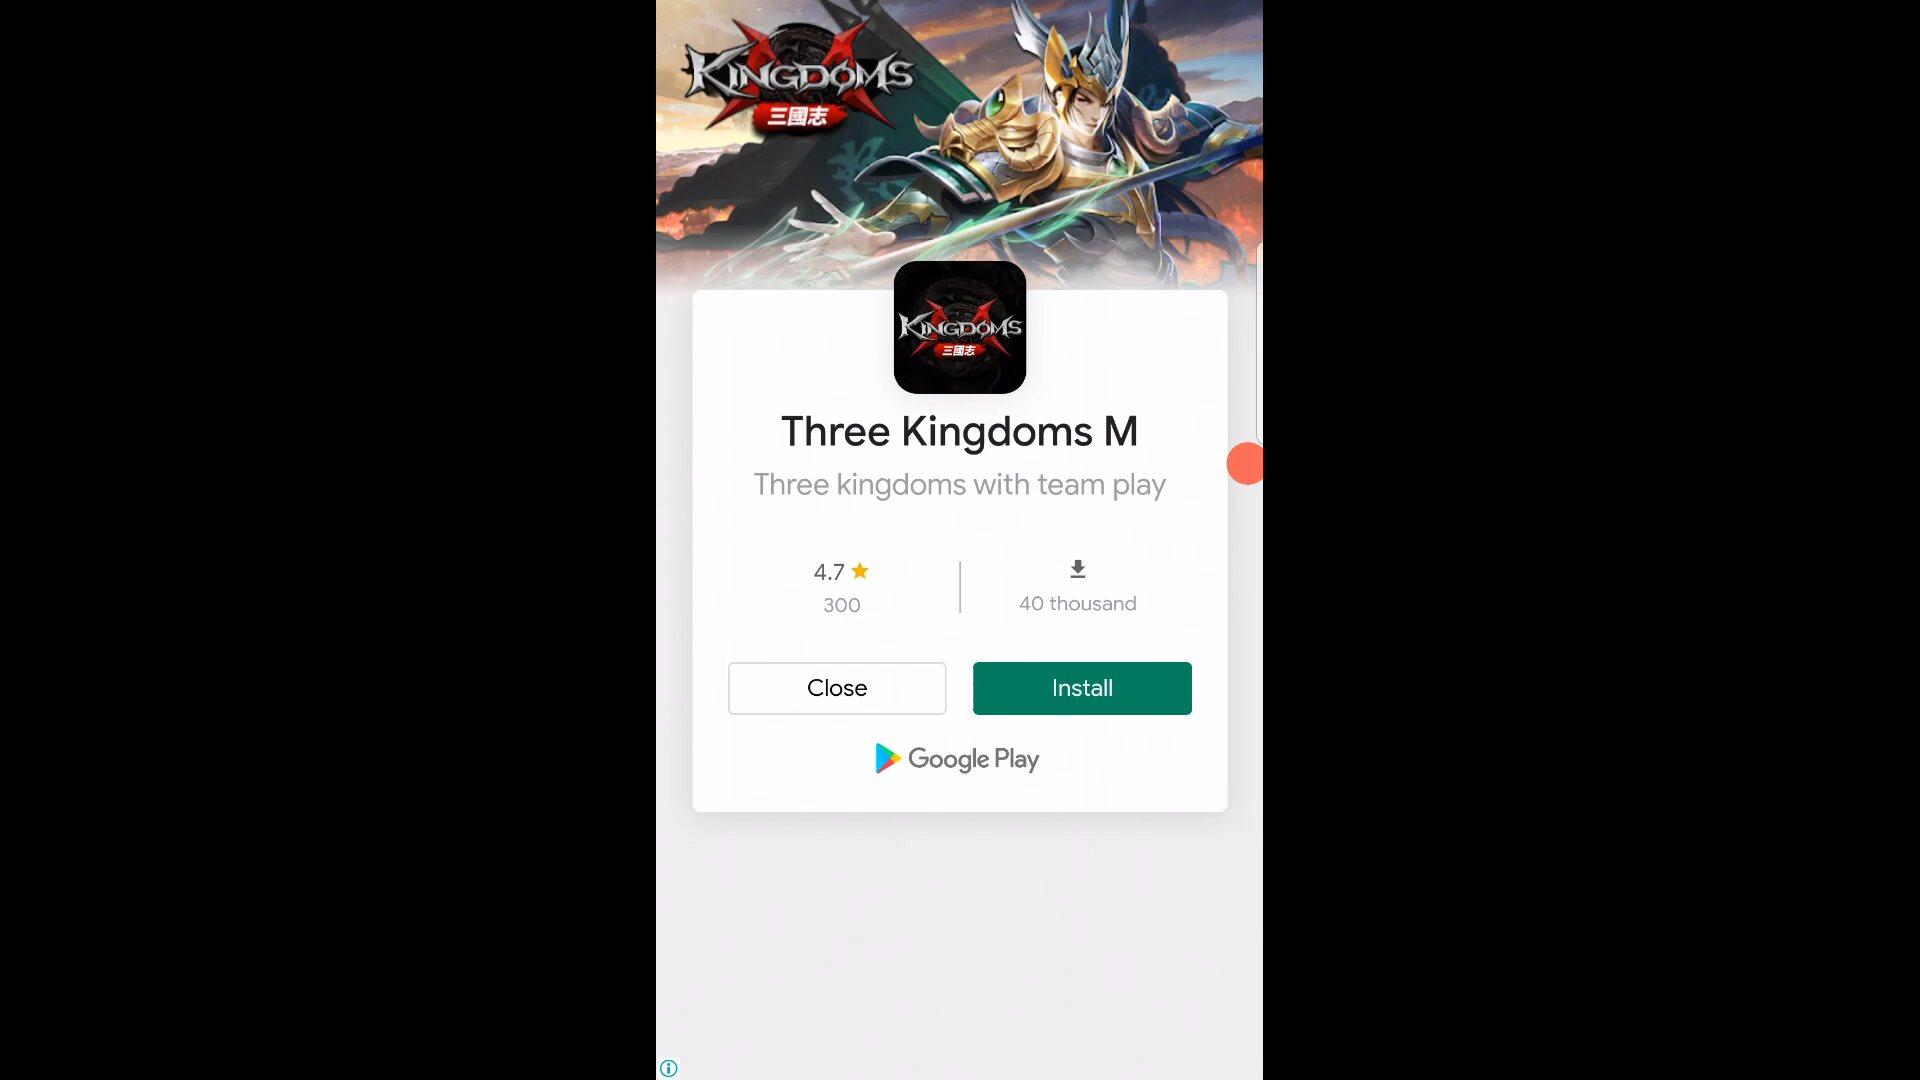 KINGDOMS
三國志
KINGDOMS
三國志
Three Kingdoms M
Three kingdoms with team play
4.7
300
40 thousand
Close
Install
Google Play